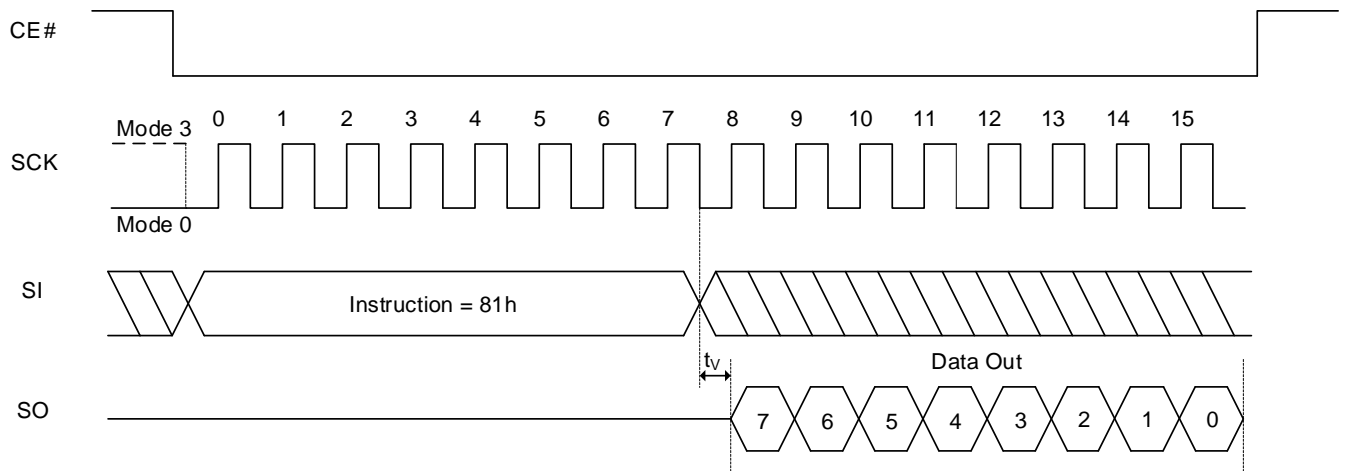 CE#
Mode 3 0 1 2 3 4 5 6 7 8 9 10 11 12 13 14 15
SCK
Mode 0
SI
Instruction = 81h
tV
Data Out
SO
7 6 5 4 3 2 1 0